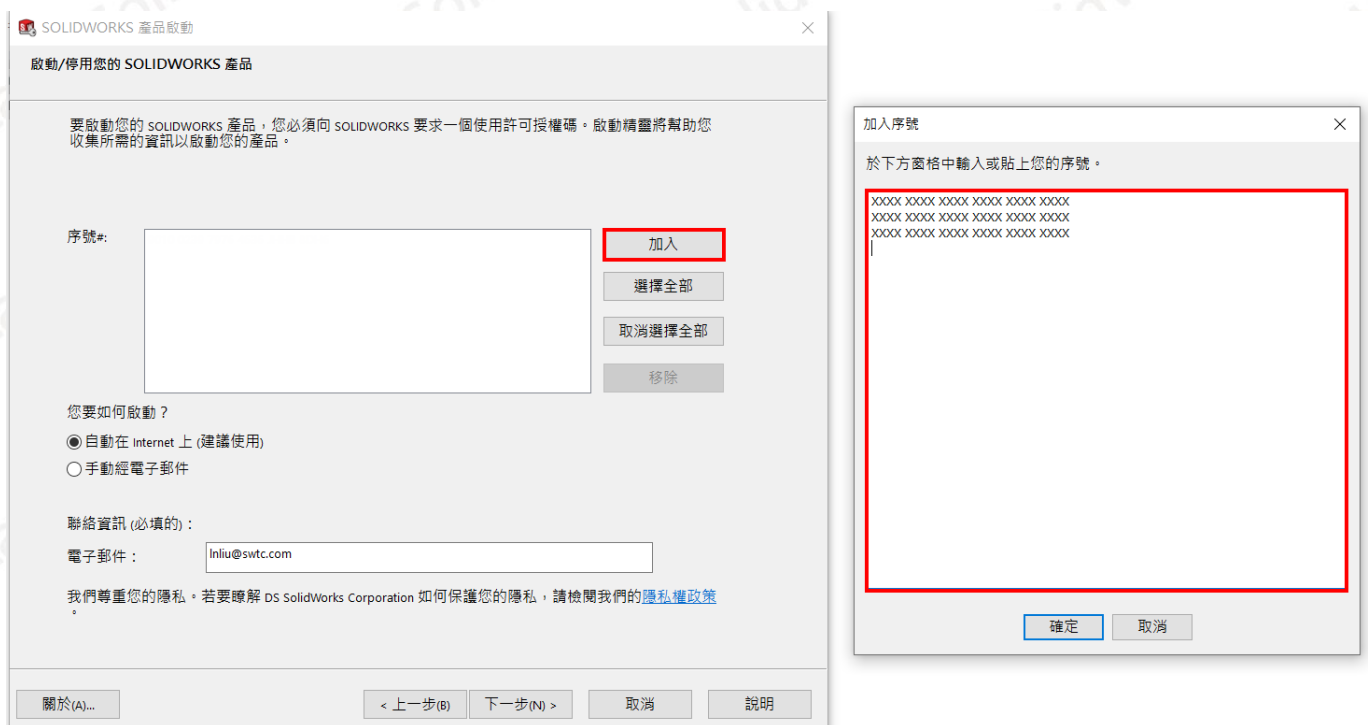 SOLIDWORKS 產品啟動
啟動/停用您的 SOLIDWORKS 產品
要啟動您的 SOLIDWORKS 產品，您必須向 SOLIDWORKS 要求一個使用許可授權碼。啟動精靈將幫助您
收集所需的資訊以啟動您的產品。
序號#:
加入
選擇全部
取消選擇全部
移除
您要如何啟動？
自動在 Internet 上 (建議使用)
手動經電子郵件
聯絡資訊 (必填的)：
電子郵件：
lnliu@swtc.com
我們尊重您的隱私。若要瞭解 DS SolidWorks Corporation 如何保護您的隱私，請檢閱我們的隱私權政策
。
關於(A)...
< 上一步(B)
下一步(N) >
取消
說明
加入序號
於下方窗格中輸入或貼上您的序號。
XXXX XXXX XXXX XXXX XXXX XXXX
XXXX XXXX XXXX XXXX XXXX XXXX
XXXX XXXX XXXX XXXX XXXX XXXX
確定
取消